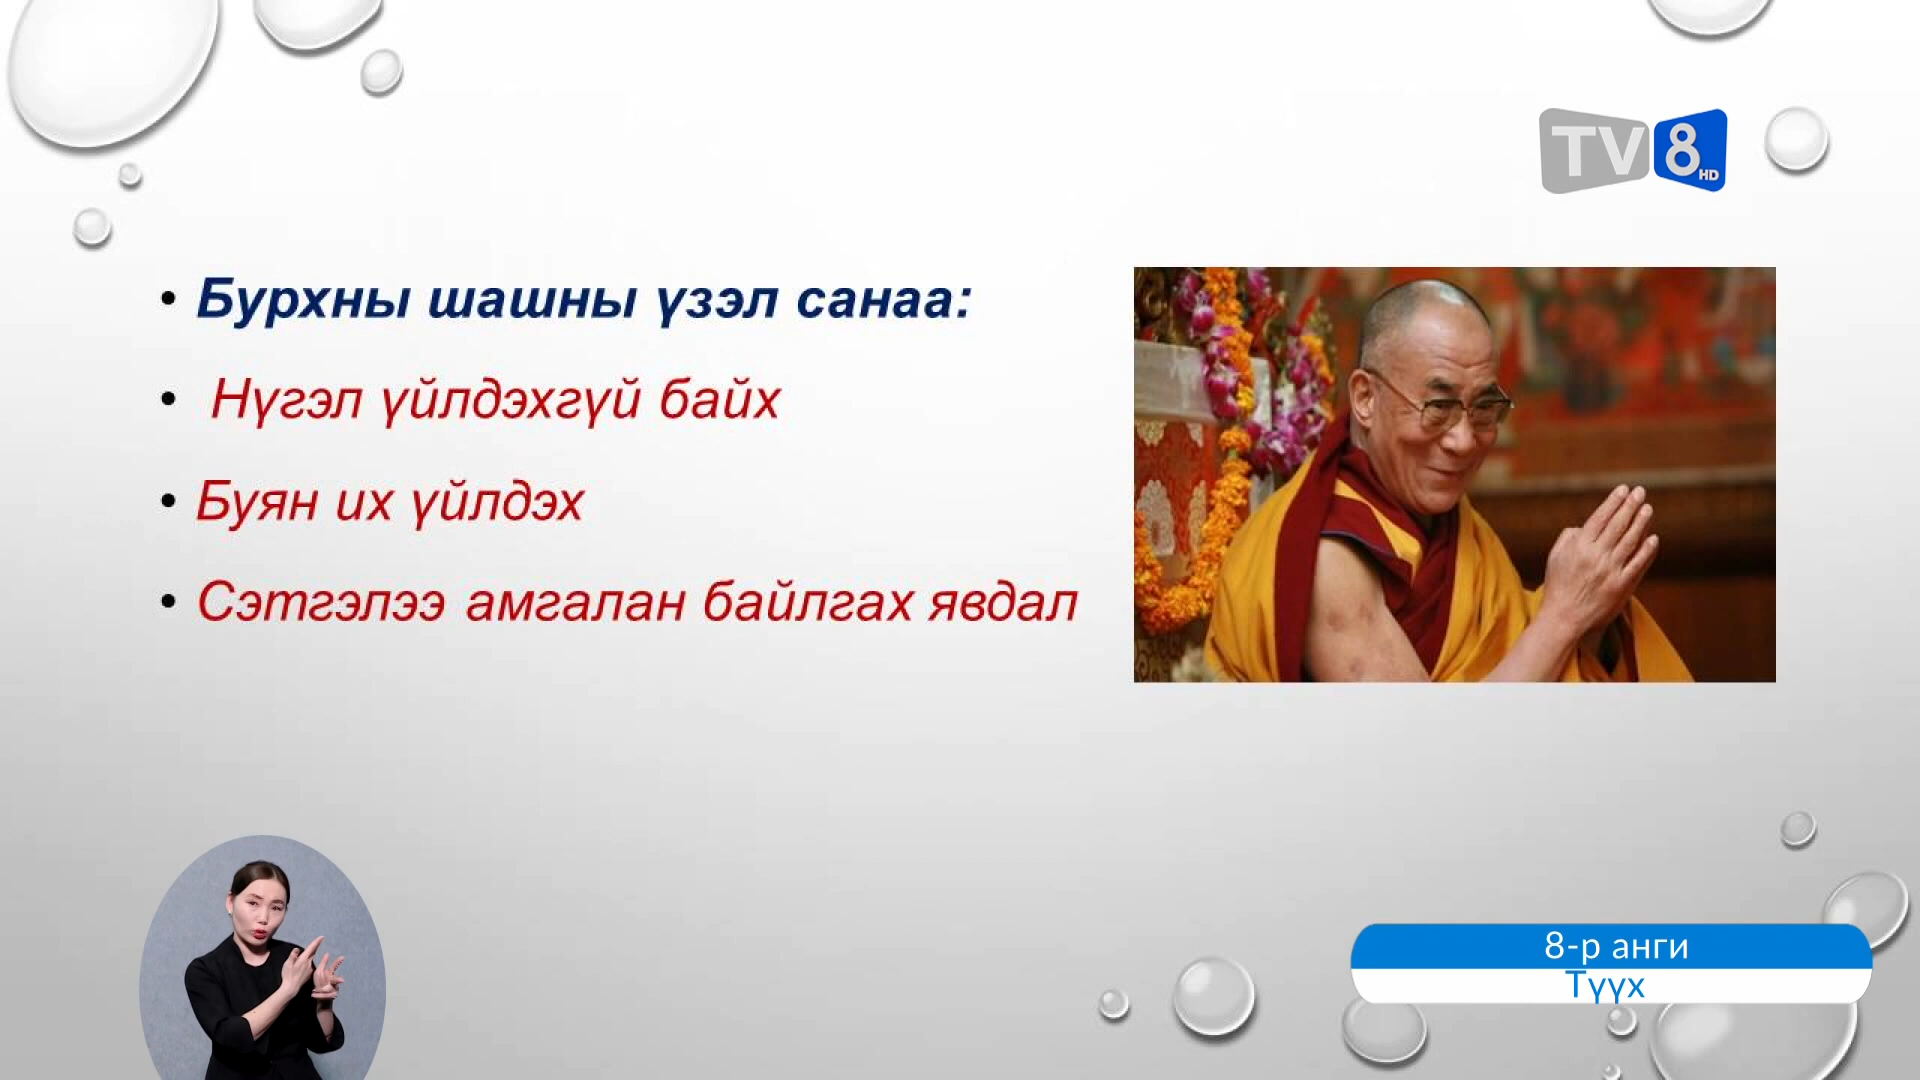 TV8 HD
• Бурхны шашны үзэл санаа:
• Нүгэл үйлдэхгүй байх
• Буян их үйлдэх
• Сэтгэлээ амгалан байлгах явдал
8-р анги
Түүх